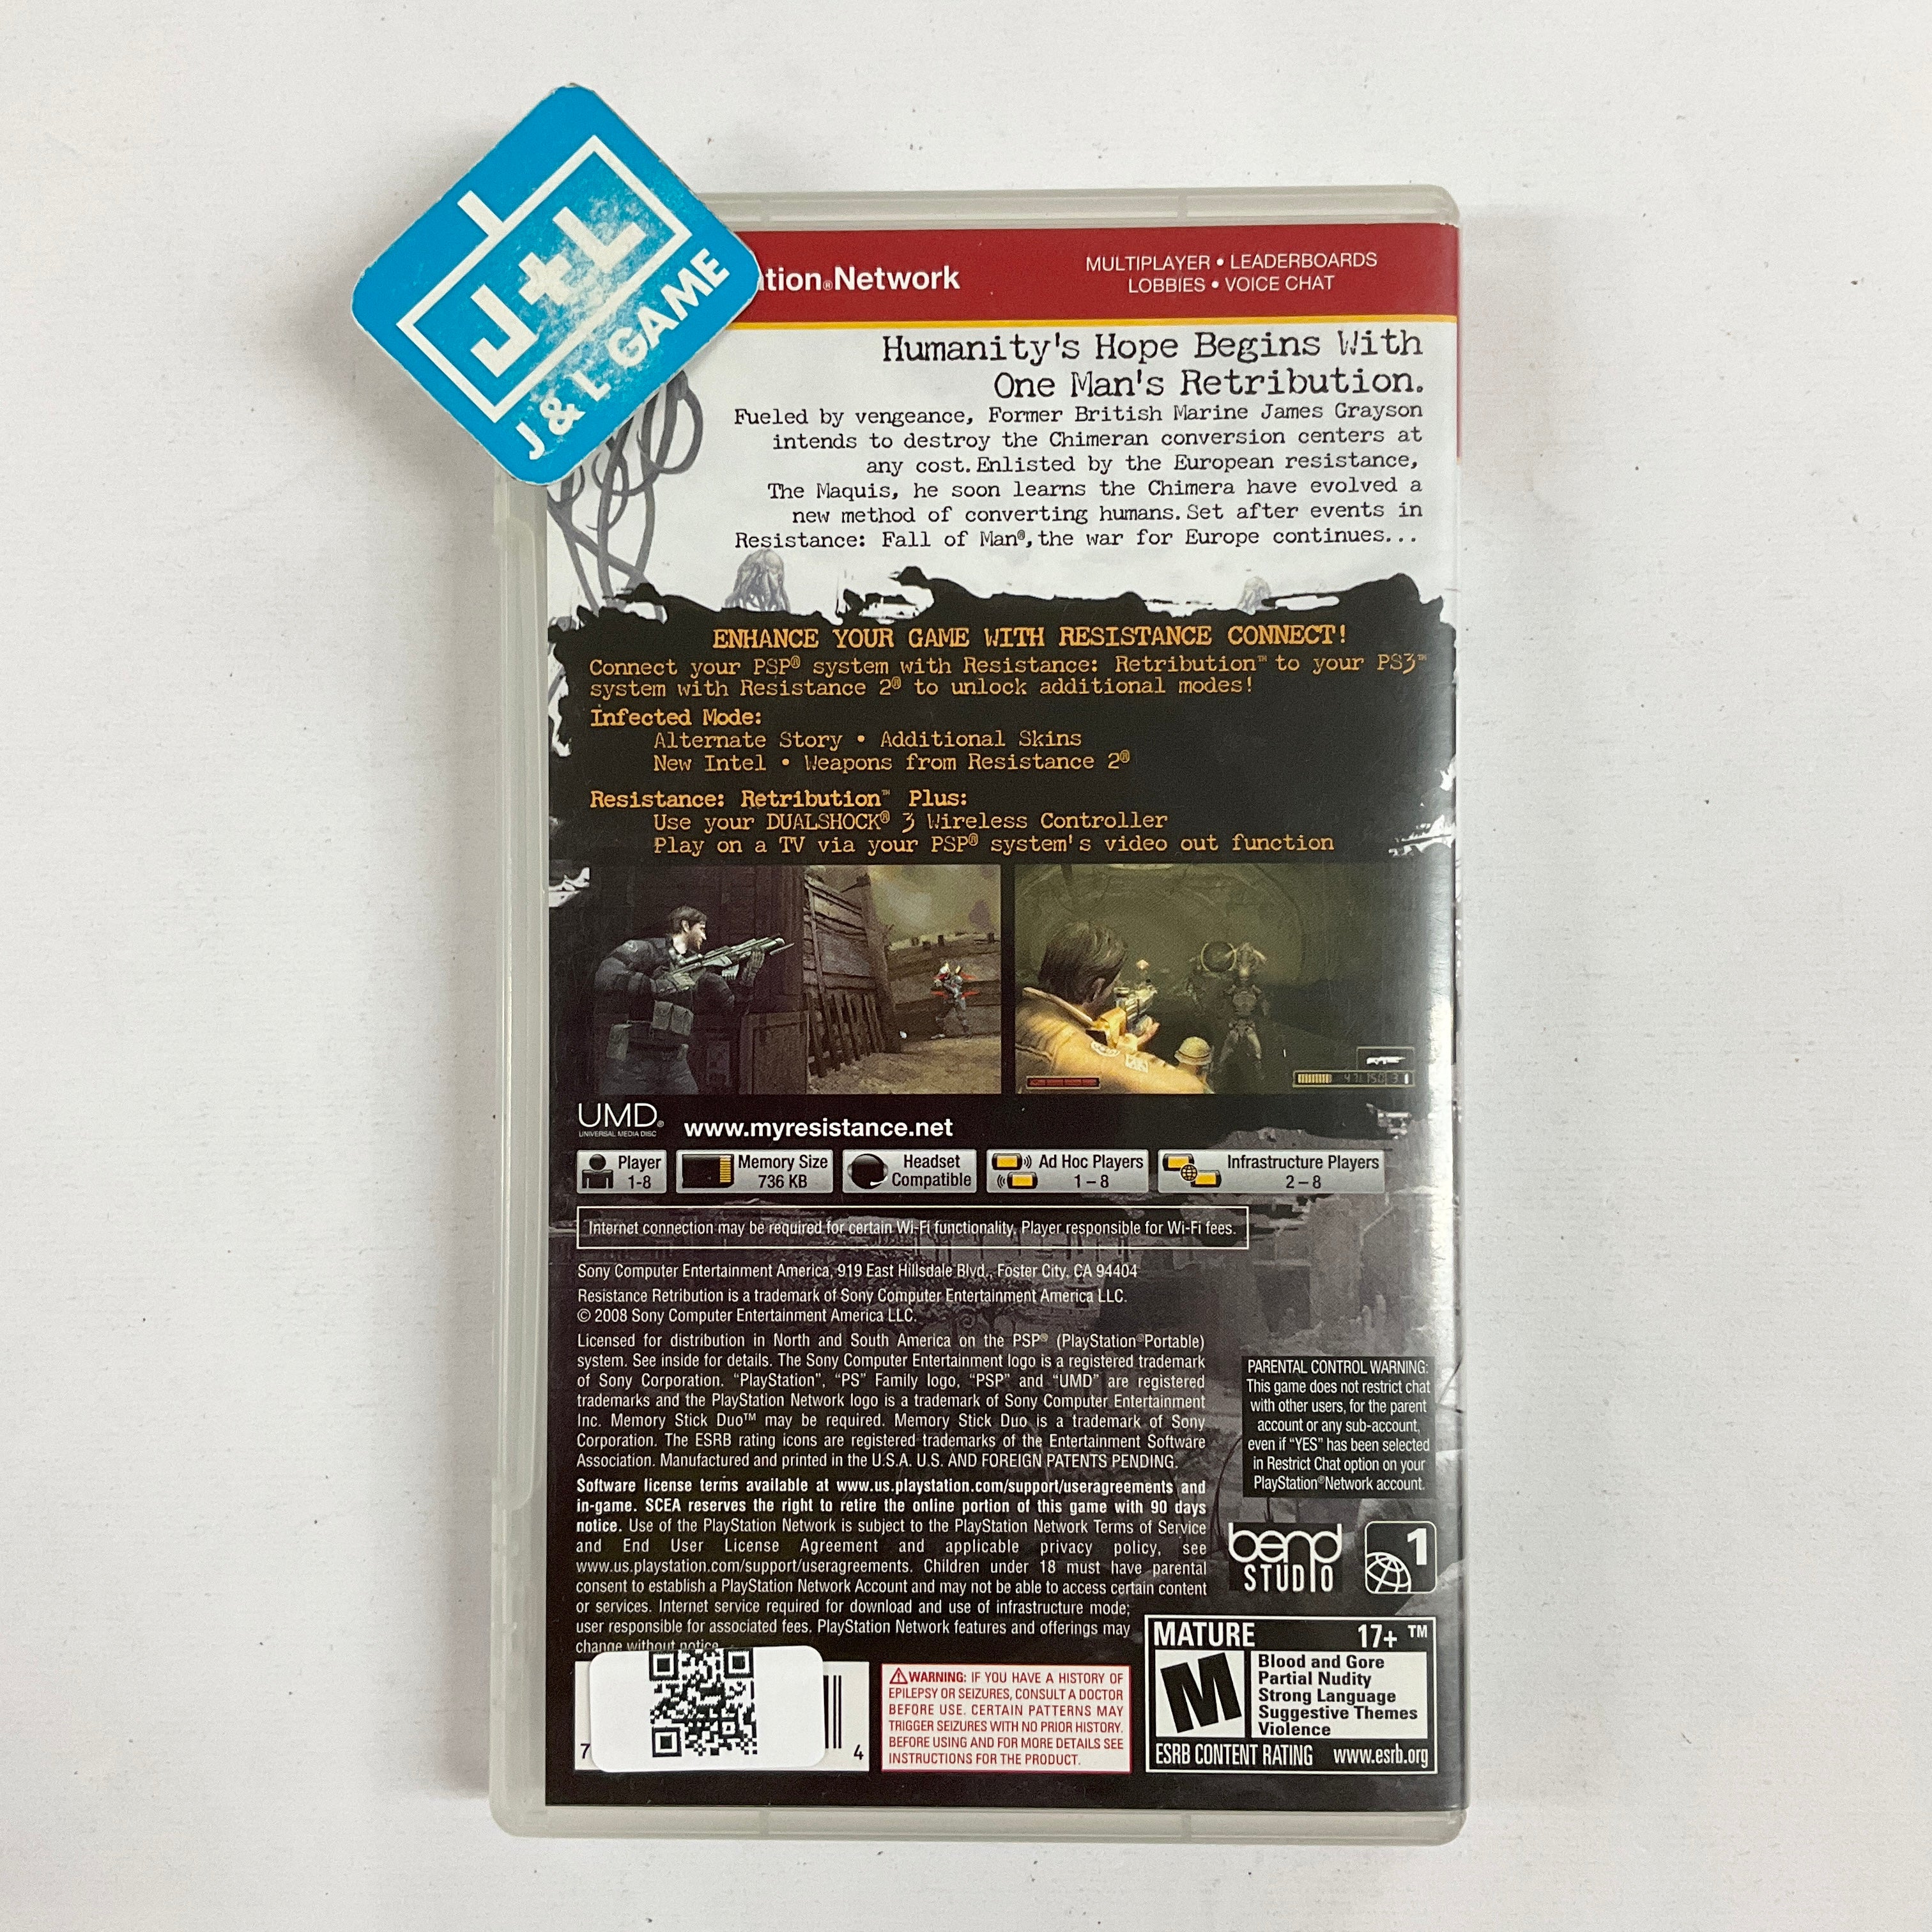 J+L
J & L GAME
Network
MULTIPLAYER • LEADERBOARDS
LOBBIES • VOICE CHAT
Humanity's Hope Begins With
One Man's Retribution.
Fueled by vengeance, Former British Marine James Grayson
intends to destroy the Chimeran conversion centers at
any cost. Enlisted by the European resistance,
The Maquis, he soon learns the Chimera have evolved a
new method of converting humans. Set after events in
Resistance: Fall of Man®, the war for Europe continues...
ENHANCE YOUR GAME WITH RESISTANCE CONNECT!
Connect your PSP® system with Resistance: Retribution™ to your PS3™
system with Resistance 2® to unlock additional modes!
Infected Mode:
Alternate Story • Additional Skins
New Intel • Weapons from Resistance 2®
Resistance: Retribution™ Plus:
Use your DUALSHOCK® 3 Wireless Controller
Play on a TV via your PSP® system's video out function
UMD®
UNIVERSAL MEDIA DISC
www.myresistance.net
Player
1-8
Memory Size
736 KB
Headset
Compatible
Ad Hoc Players
1 – 8
Infrastructure Players
2 – 8
Internet connection may be required for certain Wi-Fi functionality. Player responsible for Wi-Fi fees.
Sony Computer Entertainment America, 919 East Hillsdale Blvd., Foster City, CA 94404
Resistance Retribution is a trademark of Sony Computer Entertainment America LLC.
© 2008 Sony Computer Entertainment America LLC.
Licensed for distribution in North and South America on the PSP® (PlayStation®Portable)
system. See inside for details. The Sony Computer Entertainment logo is a registered trademark
of Sony Corporation. “PlayStation”, “PS” Family logo, “PSP” and “UMD” are registered
trademarks and the PlayStation Network logo is a trademark of Sony Computer Entertainment
Inc. Memory Stick Duo™ may be required. Memory Stick Duo is a trademark of Sony
Corporation. The ESRB rating icons are registered trademarks of the Entertainment Software
Association. Manufactured and printed in the U.S.A. U.S. AND FOREIGN PATENTS PENDING.
Software license terms available at www.us.playstation.com/support/useragreements and
in-game. SCEA reserves the right to retire the online portion of this game with 90 days
notice. Use of the PlayStation Network is subject to the PlayStation Network Terms of Service
and End User License Agreement and applicable privacy policy, see
www.us.playstation.com/support/useragreements. Children under 18 must have parental
consent to establish a PlayStation Network Account and may not be able to access certain content
or services. Internet service required for download and use of infrastructure mode;
user responsible for associated fees. PlayStation Network features and offerings may
change without notice.
PARENTAL CONTROL WARNING:
This game does not restrict chat
with other users, for the parent
account or any sub-account,
even if “YES” has been selected
in Restrict Chat option on your
PlayStation®Network account.
bend
STUDIO
1
7
4
WARNING: IF YOU HAVE A HISTORY OF
EPILEPSY OR SEIZURES, CONSULT A DOCTOR
BEFORE USE. CERTAIN PATTERNS MAY
TRIGGER SEIZURES WITH NO PRIOR HISTORY.
BEFORE USING AND FOR MORE DETAILS SEE
INSTRUCTIONS FOR THE PRODUCT.
MATURE 17+ ™
M
Blood and Gore
Partial Nudity
Strong Language
Suggestive Themes
Violence
ESRB CONTENT RATING www.esrb.org